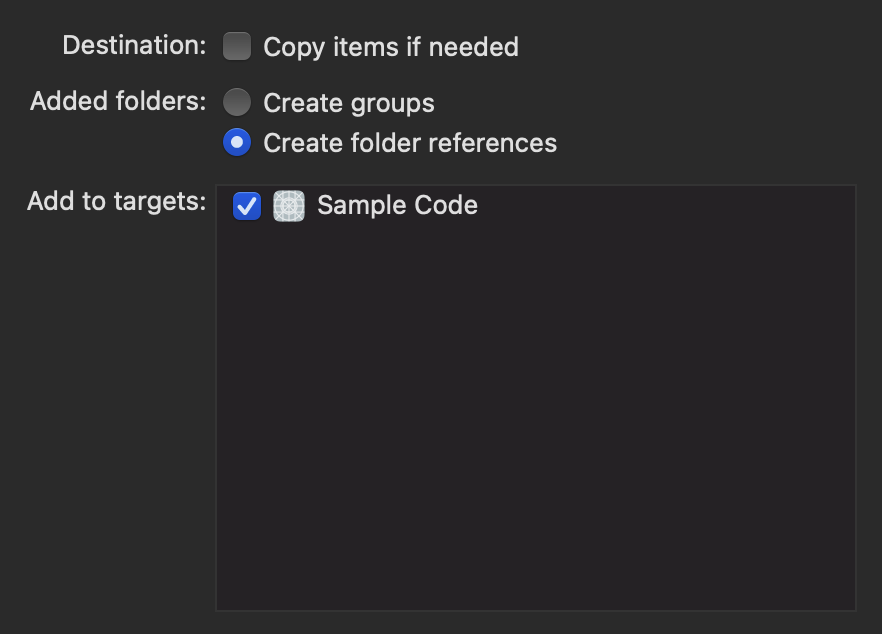 Destination: Copy items if needed
Added folders: Create groups
Create folder references
Add to targets: Sample Code